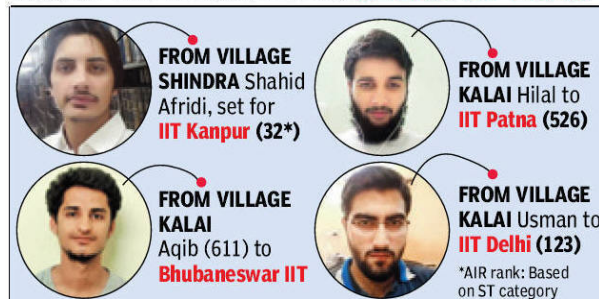 FROM VILLAGE
SHINDRA Shahid
Afridi, set for
IIT Kanpur (32*)
FROM VILLAGE
KALAI Hilal to
IIT Patna (526)
FROM VILLAGE
KALAI
Aqib (611) to
Bhubaneswar IIT
FROM VILLAGE
KALAI Usman to
IIT Delhi (123)
*AIR rank: Based
on ST category